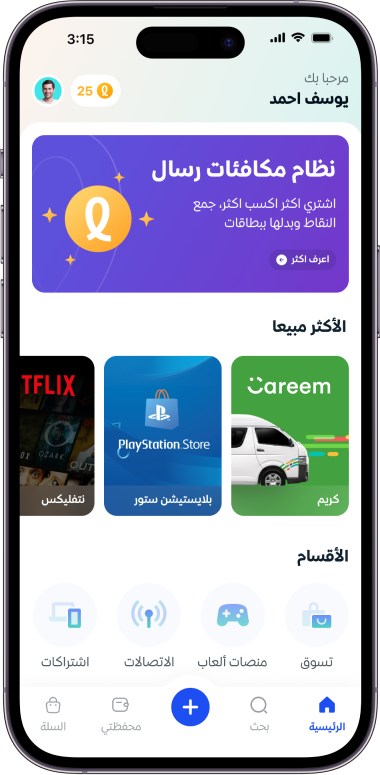 3:15
مرحبا بك
يوسف احمد
25
نظام مكافئات رسال
اشتري اكثر اكسب اكثر، جمع
النقاط وبدلها ببطاقات
اعرف اكثر
الأكثر مبيعا
Careem
كريم
PlayStation Store
بلايستيشن ستور
TFLIX
OZARK
OUT
OX
نتفليكس
الأقسام
تسوق
منصات ألعاب
الاتصالات
اشتراكات
الرئيسية
بحث
محفظتي
السلة